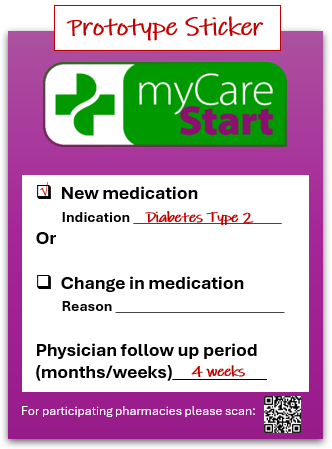 Prototype Sticker
myCare
Start
☑ New medication
Indication Diabetes Type 2
Or
☐ Change in medication
Reason ____________________
Physician follow up period
(months/weeks) 4 weeks
For participating pharmacies please scan: